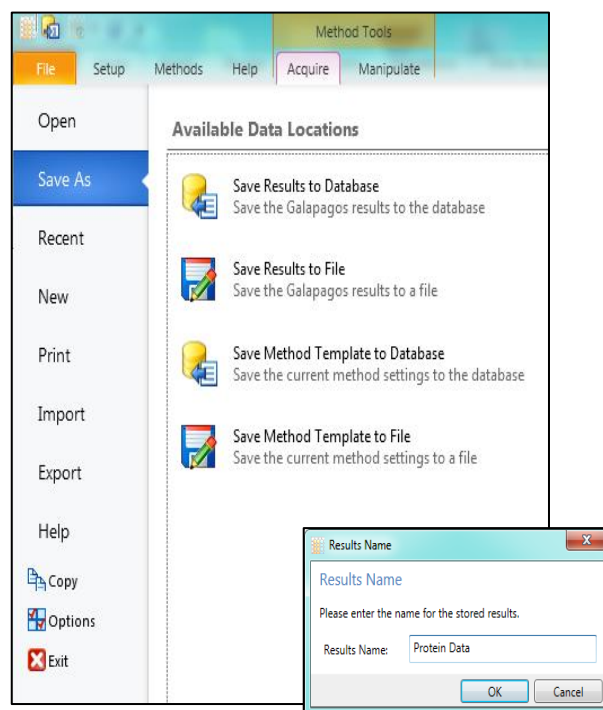 Method Tools
File Setup Methods Help Acquire Manipulate
Open
Save As
Recent
New
Print
Import
Export
Help
Copy
Options
Exit
Available Data Locations
Save Results to Database
Save the Galapagos results to the database
Save Results to File
Save the Galapagos results to a file
Save Method Template to Database
Save the current method settings to the database
Save Method Template to File
Save the current method settings to a file
Results Name
Results Name
Please enter the name for the stored results.
Results Name: Protein Data
OK Cancel